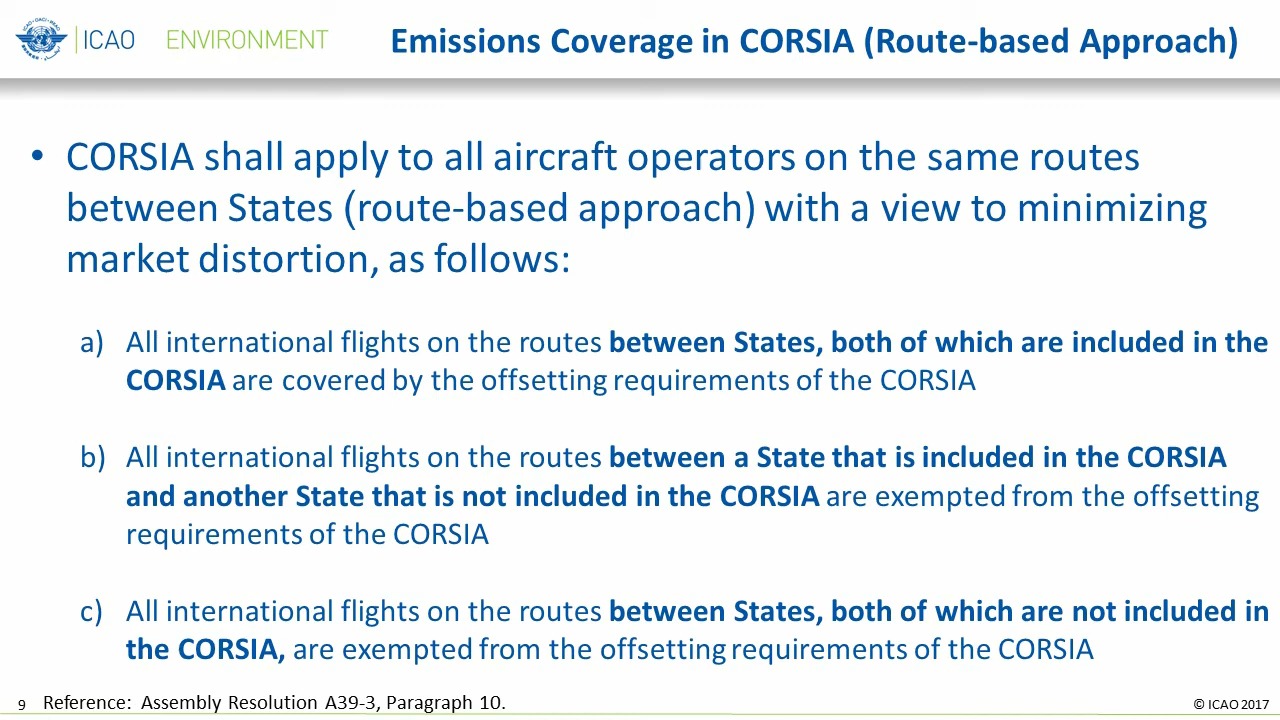 ICAO ENVIRONMENT
Emissions Coverage in CORSIA (Route-based Approach)
• CORSIA shall apply to all aircraft operators on the same routes
between States (route-based approach) with a view to minimizing
market distortion, as follows:
a) All international flights on the routes between States, both of which are included in the
CORSIA are covered by the offsetting requirements of the CORSIA
b) All international flights on the routes between a State that is included in the CORSIA
and another State that is not included in the CORSIA are exempted from the offsetting
requirements of the CORSIA
c) All international flights on the routes between States, both of which are not included in
the CORSIA, are exempted from the offsetting requirements of the CORSIA
9 Reference: Assembly Resolution A39-3, Paragraph 10.
© ICAO 2017